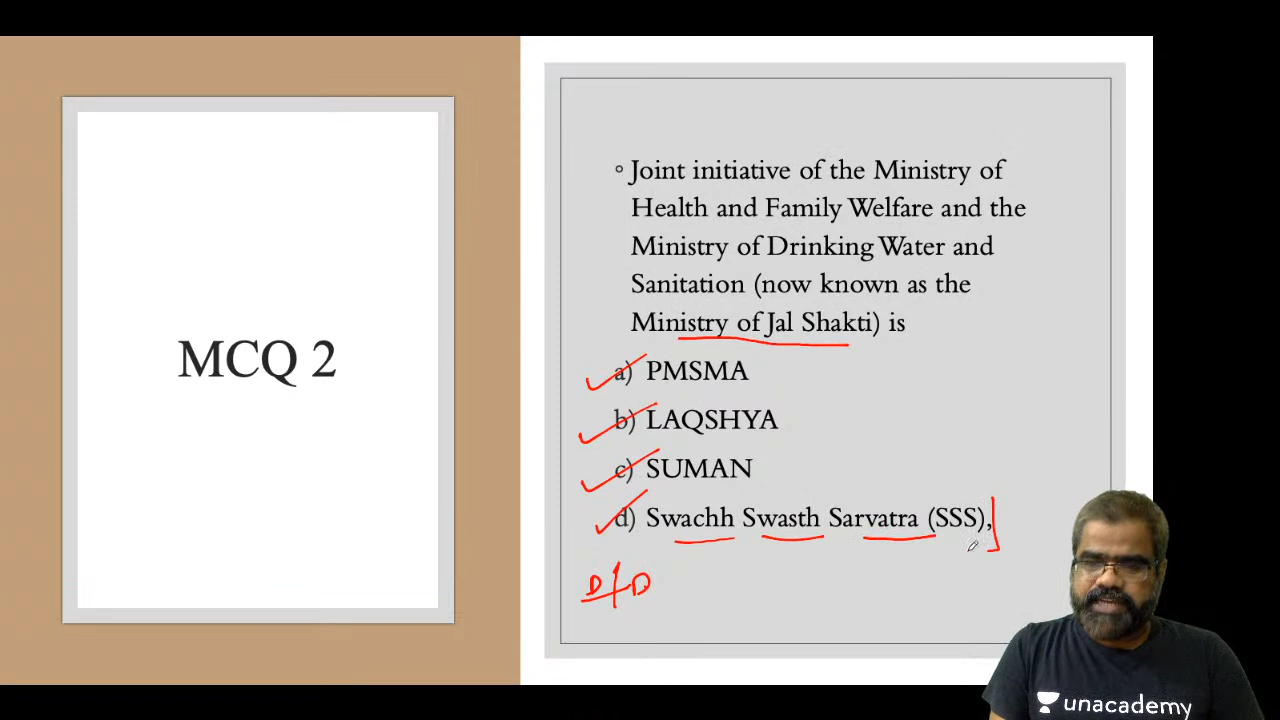 MCQ 2
◦ Joint initiative of the Ministry of
Health and Family Welfare and the
Ministry of Drinking Water and
Sanitation (now known as the
Ministry of Jal Shakti) is
a) PMSMA
b) LAQSHYA
c) SUMAN
d) Swachh Swasth Sarvatra (SSS),
D/D
unacademy